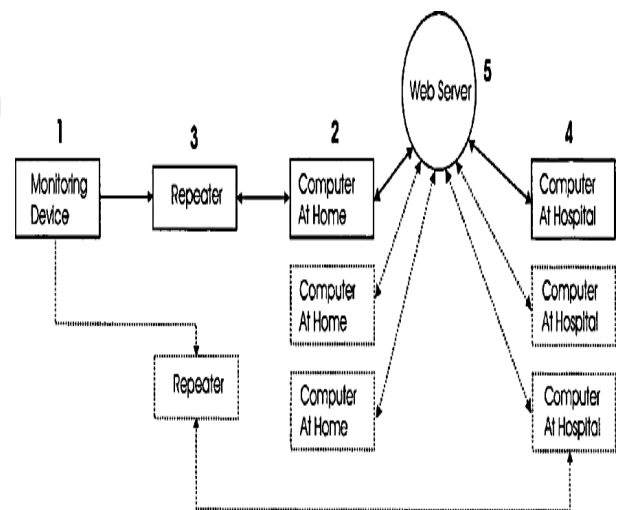 Web Server
5
1
3
2
4
Monitoring
Device
Repeater
Computer
At Home
Computer
At Hospital
Computer
At Home
Computer
At Hospital
Repeater
Computer
At Home
Computer
At Hospital